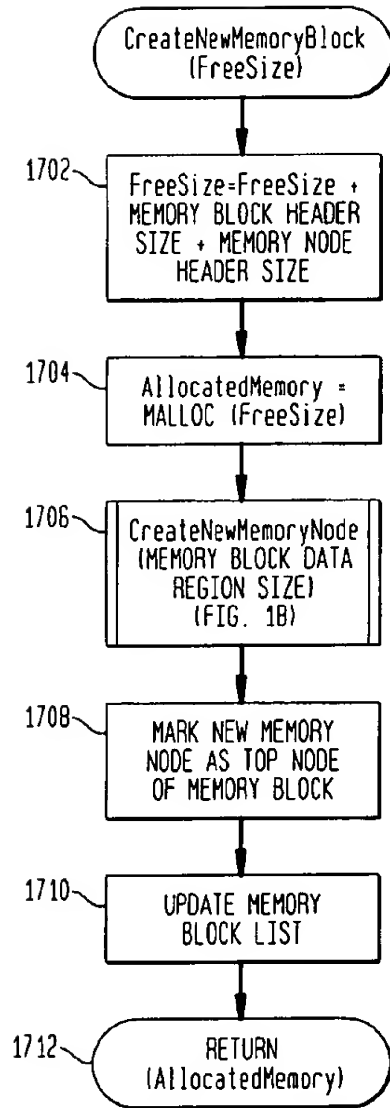 CreateNewMemoryBlock
(FreeSize)
1702
FreeSize=FreeSize +
MEMORY BLOCK HEADER
SIZE + MEMORY NODE
HEADER SIZE
1704
AllocatedMemory =
MALLOC (FreeSize)
1706
CreateNewMemoryNode
(MEMORY BLOCK DATA
REGION SIZE)
(FIG. 18)
1708
MARK NEW MEMORY
NODE AS TOP NODE
OF MEMORY BLOCK
1710
UPDATE MEMORY
BLOCK LIST
1712
RETURN
(AllocatedMemory)